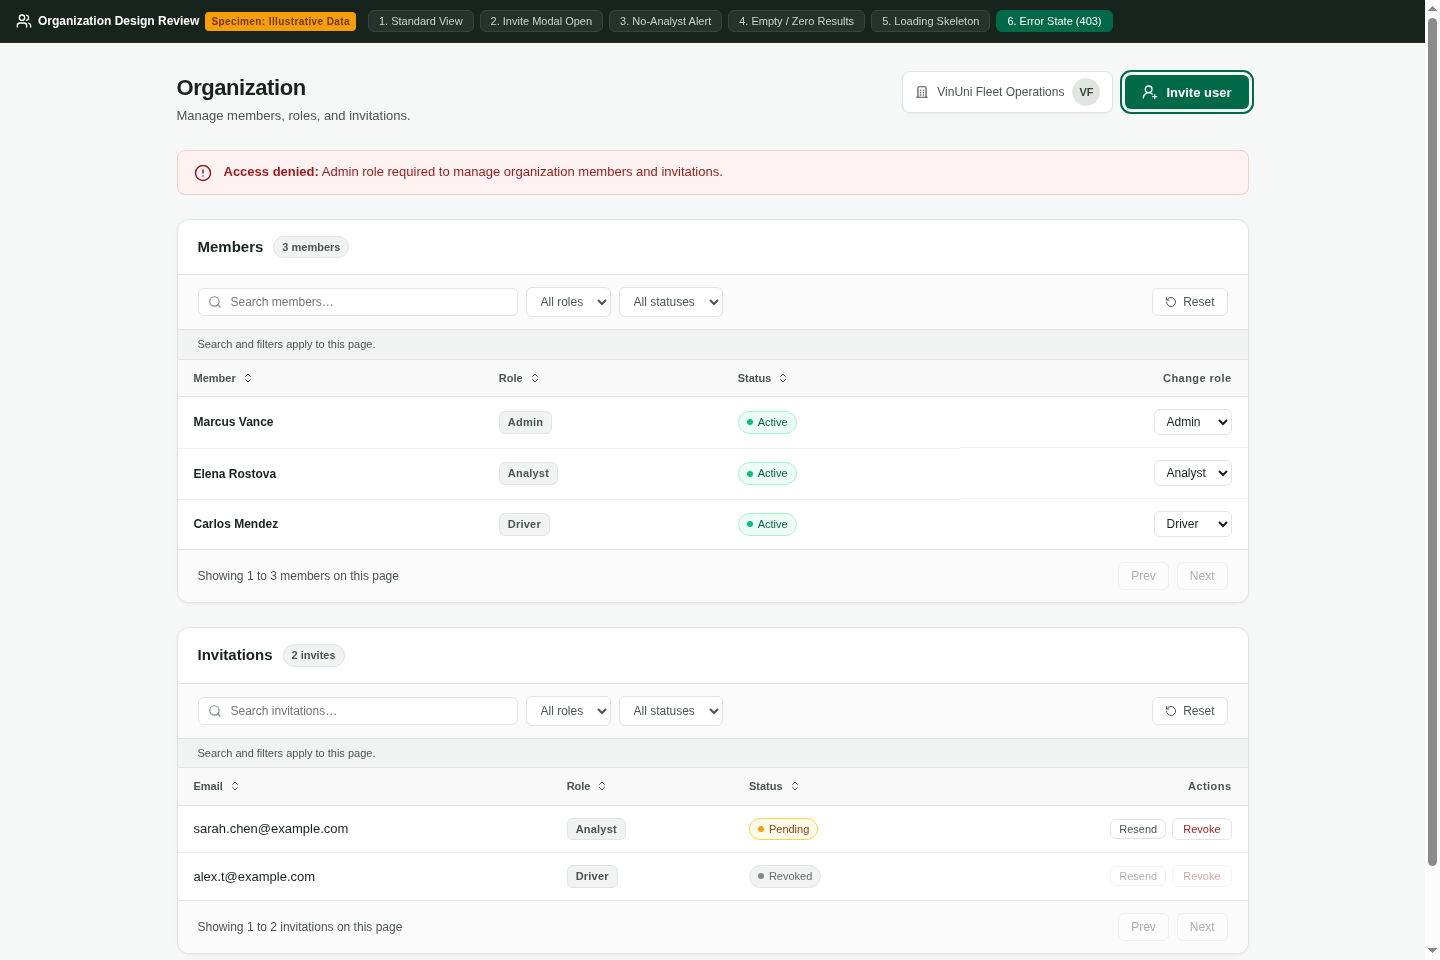 Organization Design Review
Specimen: Illustrative Data
1. Standard View
2. Invite Modal Open
3. No-Analyst Alert
4. Empty / Zero Results
5. Loading Skeleton
6. Error State (403)
Organization
Manage members, roles, and invitations.
VinUni Fleet Operations
VF
Invite user
Access denied: Admin role required to manage organization members and invitations.
Members
3 members
Search members…
All roles
All statuses
Reset
Search and filters apply to this page.
Member Role Status Change role
Marcus Vance Admin Active Admin
Elena Rostova Analyst Active Analyst
Carlos Mendez Driver Active Driver
Showing 1 to 3 members on this page
Prev
Next
Invitations
2 invites
Search invitations…
All roles
All statuses
Reset
Search and filters apply to this page.
Email Role Status Actions
sarah.chen@example.com Analyst Pending Resend Revoke
alex.t@example.com Driver Revoked Resend Revoke
Showing 1 to 2 invitations on this page
Prev
Next